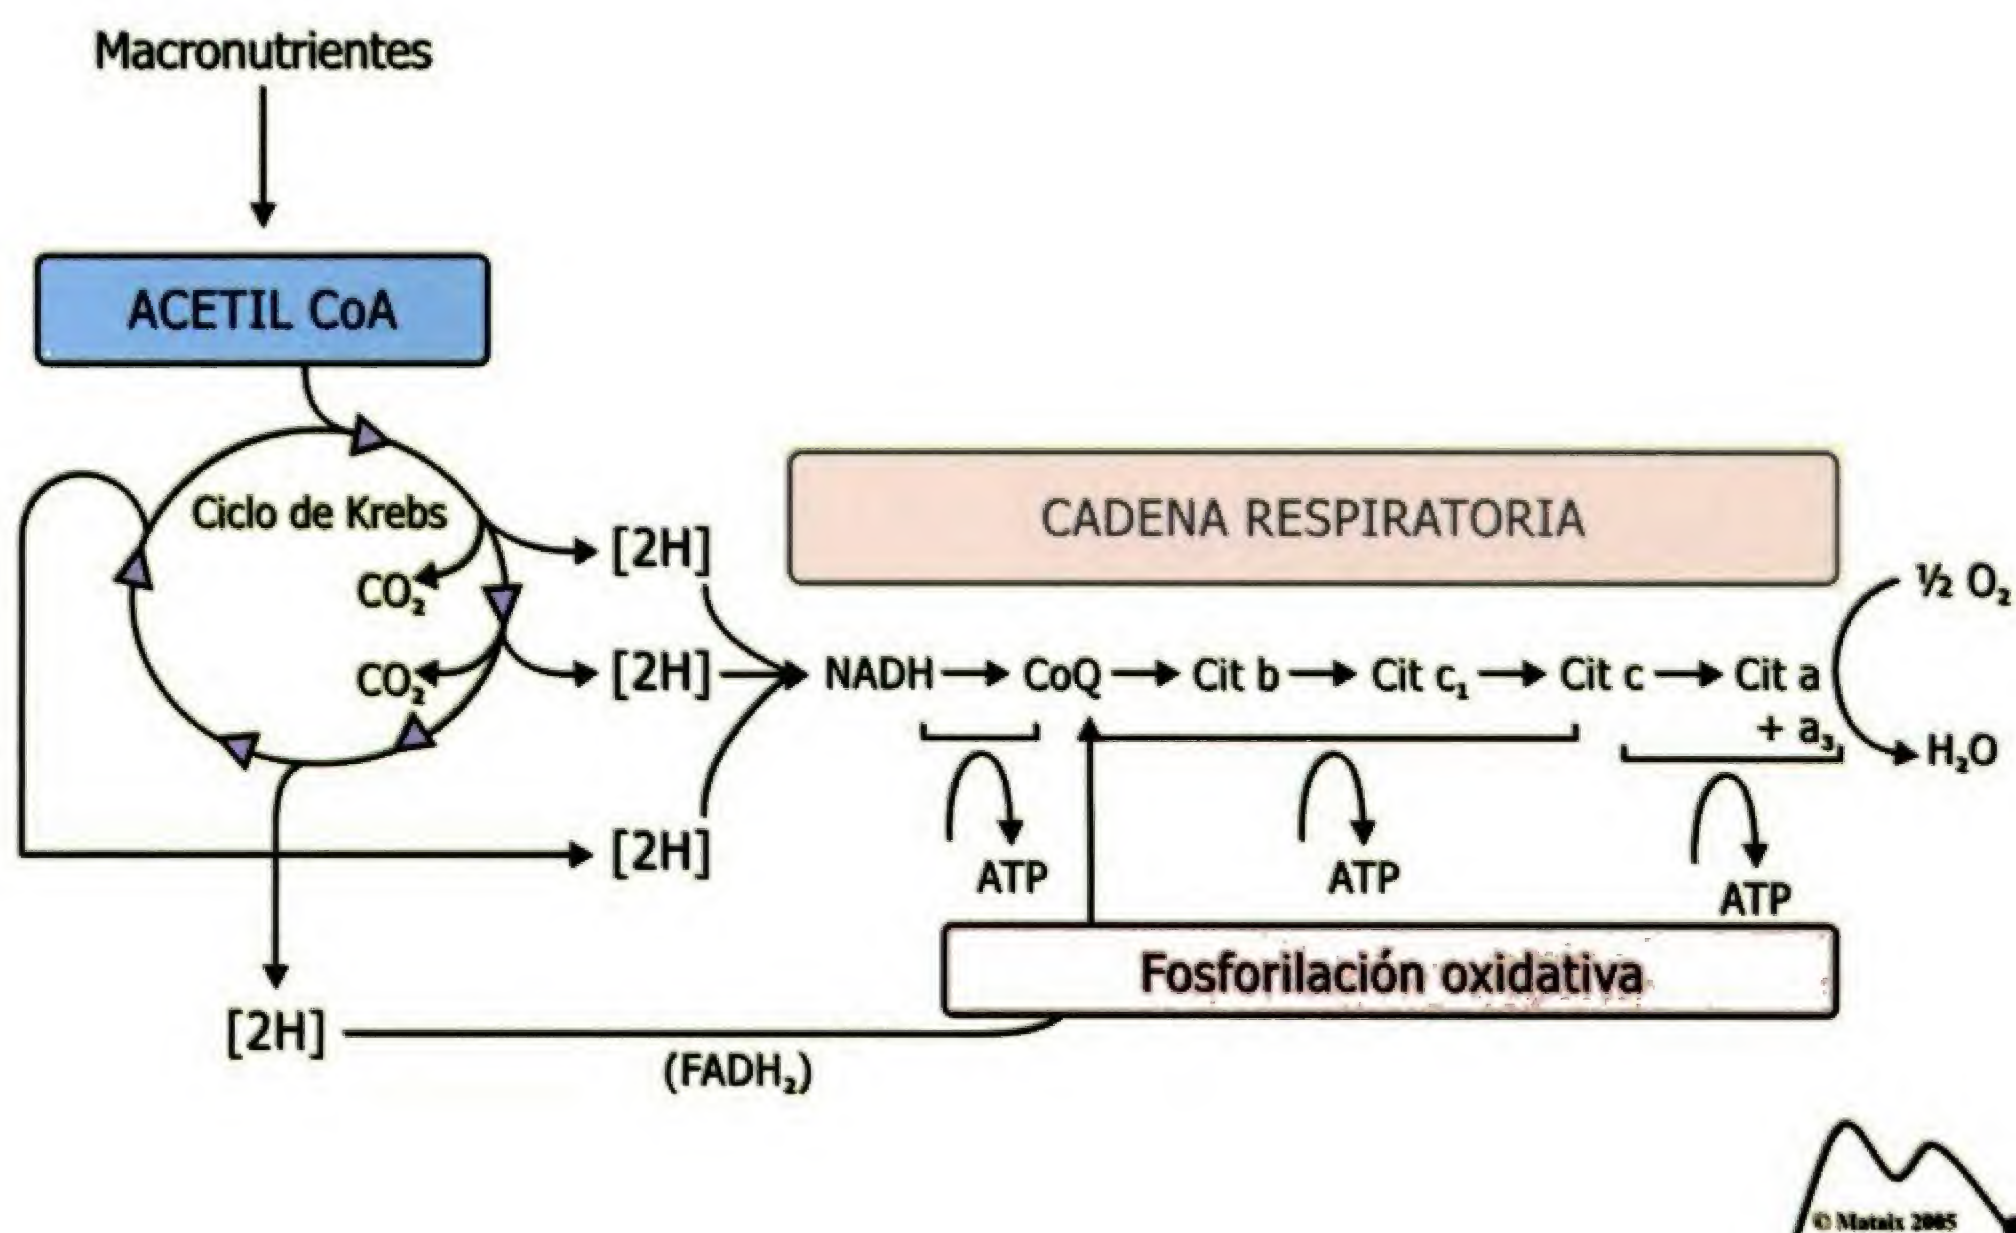 Macronutrientes
ACETIL CoA
Ciclo de Krebs
CO₂
CO₂
[2H]
[2H]
[2H]
[2H]
(FADH₂)
CADENA RESPIRATORIA
NADH → CoQ → Cit b → Cit c₁ → Cit c → Cit a
+ a₃
½ O₂
H₂O
ATP
ATP
ATP
Fosforilación oxidativa
© Mataix 2005